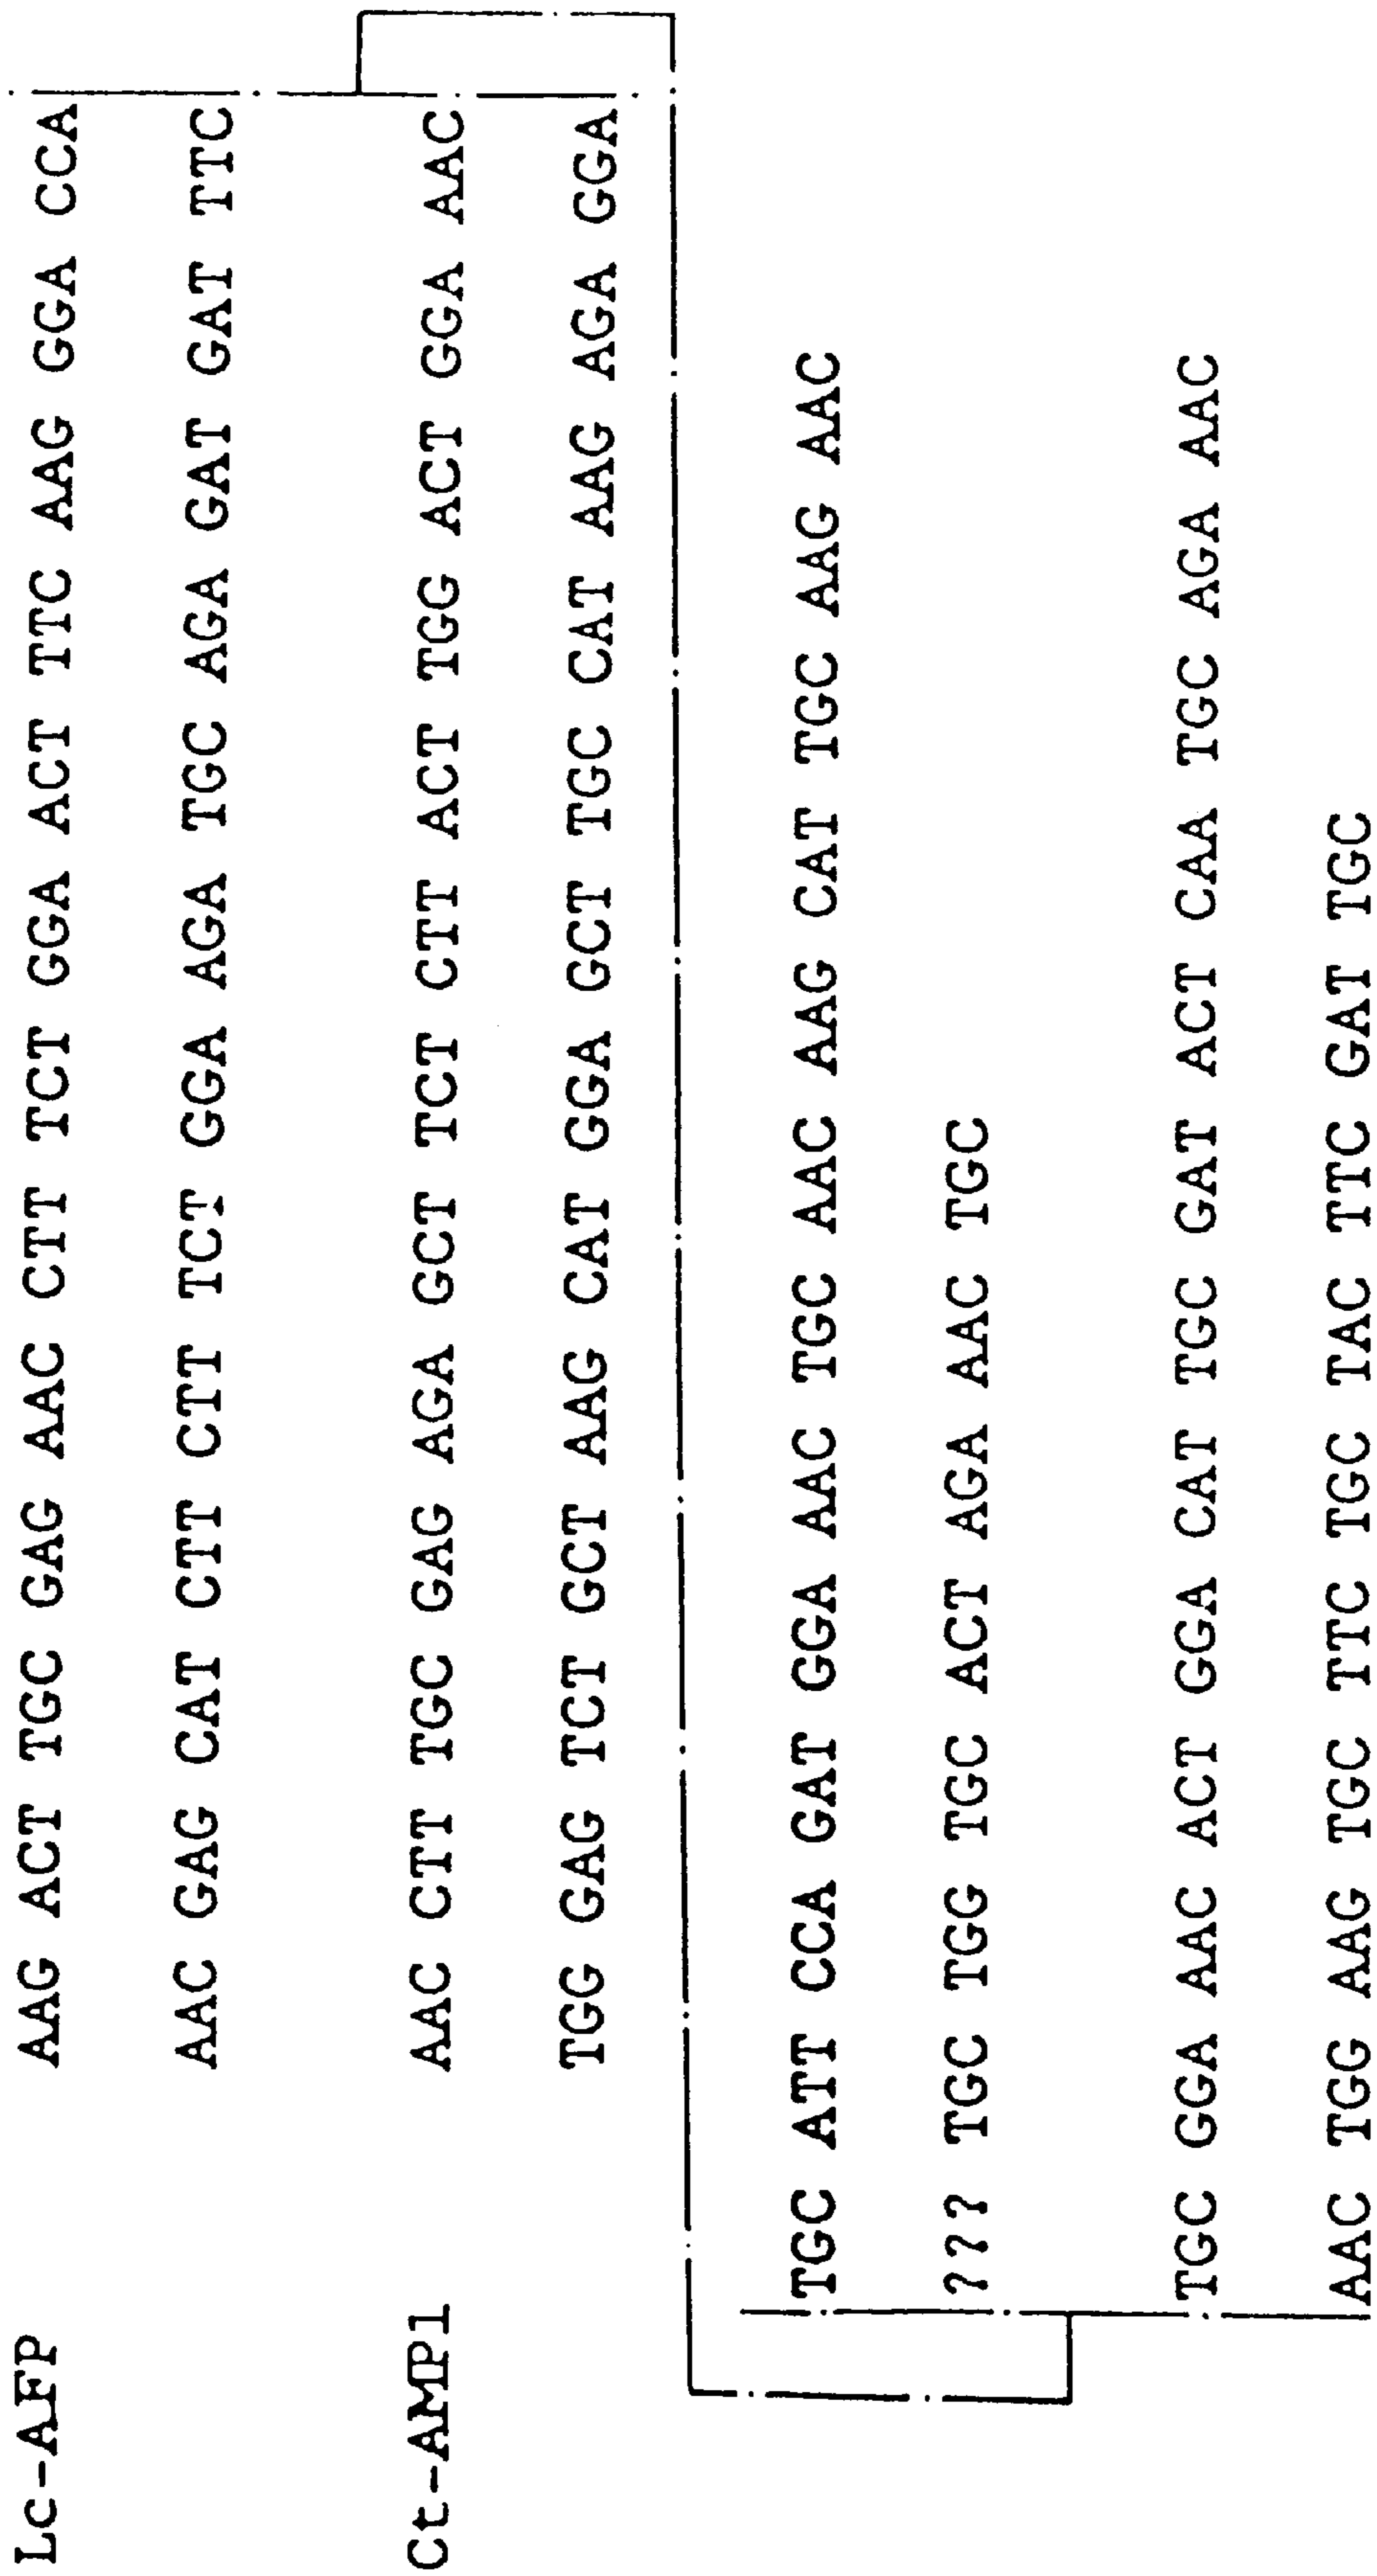 Lc-AFP AAG ACT TGC GAG AAC CTT TCT GGA ACT TTC AAG GGA CCA
AAC GAG CAT CTT CTT TCT GGA AGA TGC AGA GAT GAT TTC
Ct-AMP1 AAC CTT TGC GAG AGA GCT TCT CTT ACT TGG ACT GGA AAC
TGG GAG TCT GCT AAG CAT GGA GCT TGC CAT AAG AGA GGA
TGC ATT CCA GAT GGA AAC TGC AAC AAG CAT TGC AAG AAC
??? TGC TGG TGC ACT AGA AAC TGC
TGC GGA AAC ACT GGA CAT TGC GAT ACT CAA TGC AGA AAC
AAC TGG AAG TGC TTC TGC TAC TTC GAT TGC